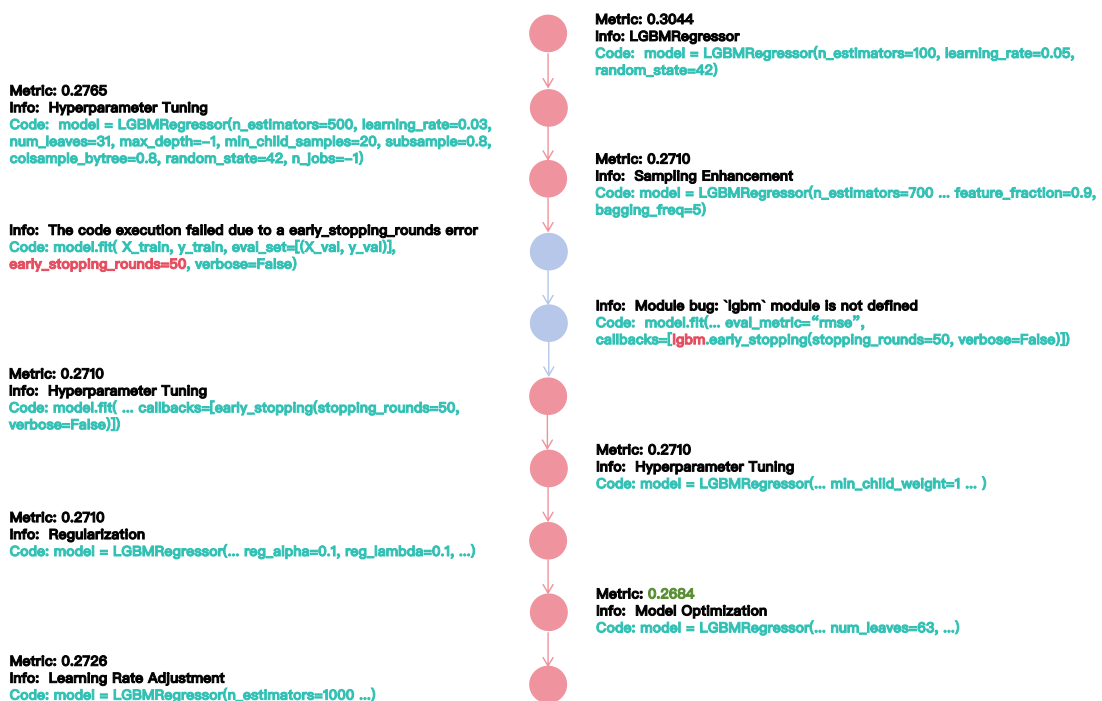 Metric: 0.3044
Info: LGBMRegressor
Code:  model = LGBMRegressor(n_estimators=100, learning_rate=0.05,
random_state=42)
Metric: 0.2765
Info:  Hyperparameter Tuning
Code:  model = LGBMRegressor(n_estimators=500, learning_rate=0.03,
num_leaves=31, max_depth=−1, min_child_samples=20, subsample=0.8,
colsample_bytree=0.8, random_state=42, n_jobs=−1)
Metric: 0.2710
Info:  Sampling Enhancement
Code: model = LGBMRegressor(n_estimators=700 ... feature_fraction=0.9,
bagging_freq=5)
Info:  The code execution failed due to a early_stopping_rounds error
Code: model.fit( X_train, y_train, eval_set=[(X_val, y_val)],
early_stopping_rounds=50, verbose=False)
Info:  Module bug: `lgbm` module is not defined
Code:  model.fit(... eval_metric=“rmse”,
callbacks=[lgbm.early_stopping(stopping_rounds=50, verbose=False)])
Metric: 0.2710
Info:  Hyperparameter Tuning
Code: model.fit( ... callbacks=[early_stopping(stopping_rounds=50,
verbose=False)])
Metric: 0.2710
Info:  Hyperparameter Tuning
Code: model = LGBMRegressor(... min_child_weight=1 ... )
Metric: 0.2710
Info:  Regularization
Code: model = LGBMRegressor(... reg_alpha=0.1, reg_lambda=0.1, ...)
Metric: 0.2684
Info:  Model Optimization
Code: model = LGBMRegressor(... num_leaves=63, ...)
Metric: 0.2726
Info:  Learning Rate Adjustment
Code: model = LGBMRegressor(n_estimators=1000 ...)